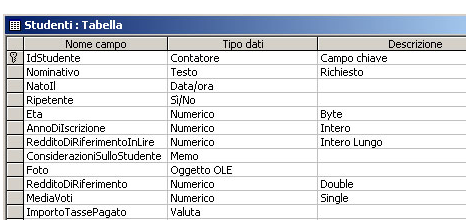 Studenti : Tabella
Nome campo Tipo dati Descrizione
IdStudente Contatore Campo chiave
Nominativo Testo Richiesto
NatoIl Data/ora
Ripetente Sì/No
Eta Numerico Byte
AnnoDiIscrizione Numerico Intero
RedditoDiRiferimentoInLire Numerico Intero Lungo
ConsiderazioniSulloStudente Memo
Foto Oggetto OLE
RedditoDiRiferimento Numerico Double
MediaVoti Numerico Single
ImportoTassePagato Valuta